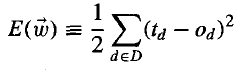 E(w⃗) ≡ 1/2 ∑_{d∈D} (t_d − o_d)²